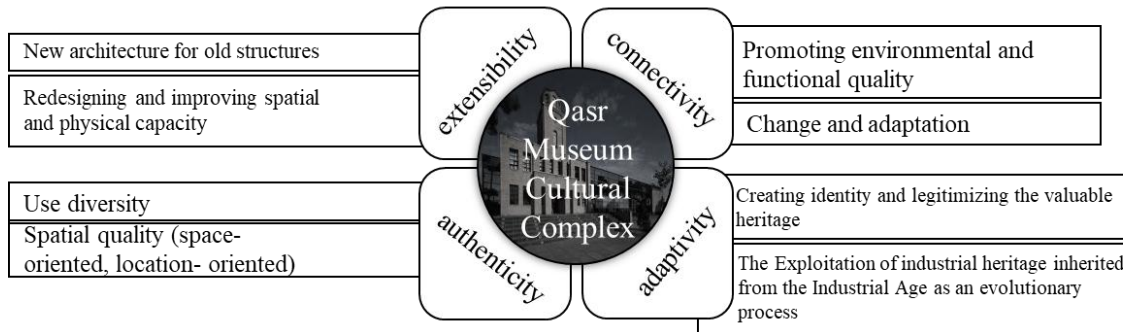 New architecture for old structures
Redesigning and improving spatial
and physical capacity
extensibility
connectivity
Promoting environmental and
functional quality
Change and adaptation
Qasr
Museum
Cultural
Complex
Use diversity
Spatial quality (space-
oriented, location- oriented)
authenticity
adaptivity
Creating identity and legitimizing the valuable
heritage
The Exploitation of industrial heritage inherited
from the Industrial Age as an evolutionary
process